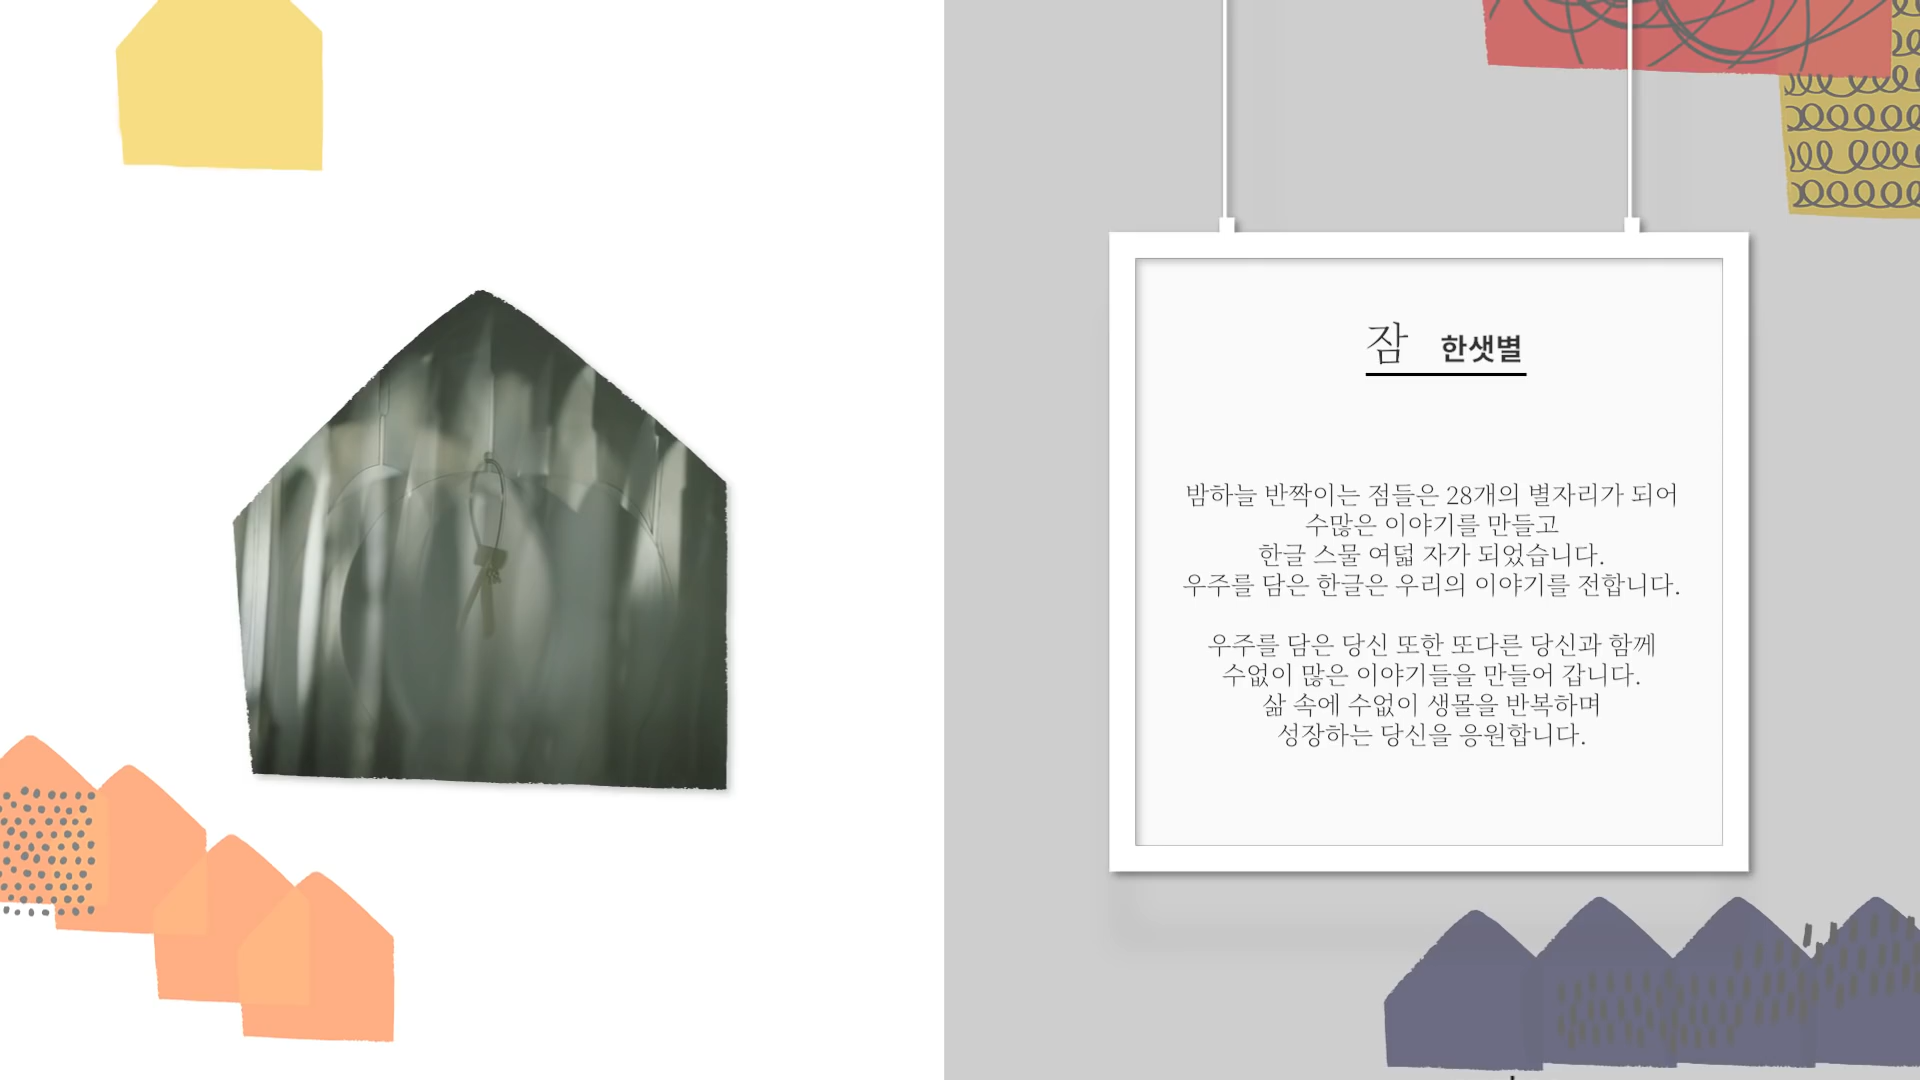 잠 한샛별
밤하늘 반짝이는 점들은 28개의 별자리가 되어
수많은 이야기를 만들고
한글 스물 여덟 자가 되었습니다.
우주를 담은 한글은 우리의 이야기를 전합니다.
우주를 담은 당신 또한 또다른 당신과 함께
수없이 많은 이야기들을 만들어 갑니다.
삶 속에 수없이 생몰을 반복하며
성장하는 당신을 응원합니다.